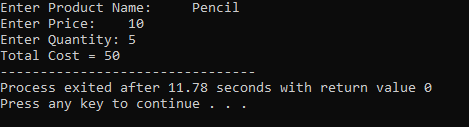 Enter Product Name:     Pencil
Enter Price:    10
Enter Quantity: 5
Total Cost = 50
--------------------------------
Process exited after 11.78 seconds with return value 0
Press any key to continue . . .